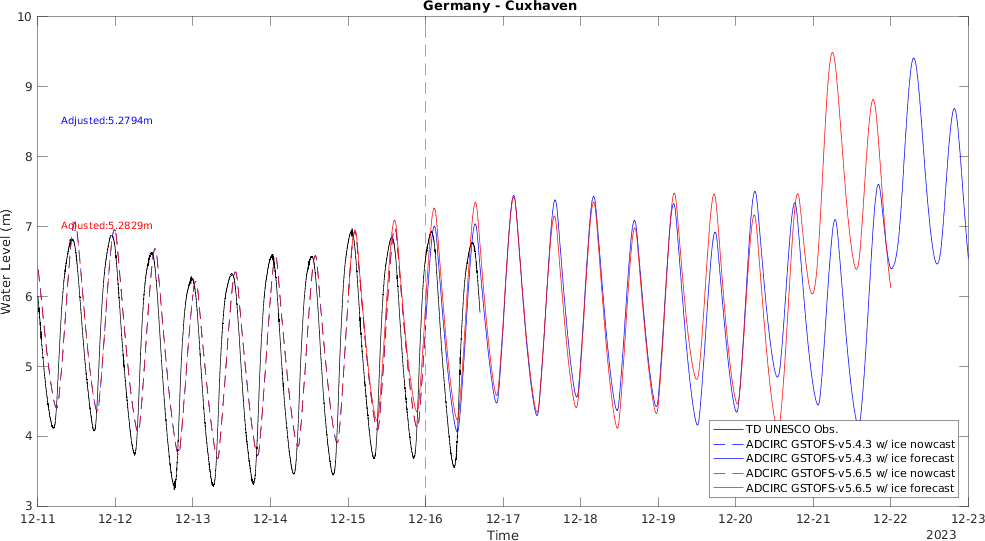 Germany - Cuxhaven
10
9
8
7
6
5
4
3
Water Level (m)
Adjusted:5.2794m
Adjusted:5.2829m
TD UNESCO Obs.
ADCIRC GSTOFS-v5.4.3 w/ ice nowcast
ADCIRC GSTOFS-v5.4.3 w/ ice forecast
ADCIRC GSTOFS-v5.6.5 w/ ice nowcast
ADCIRC GSTOFS-v5.6.5 w/ ice forecast
12-11 12-12 12-13 12-14 12-15 12-16 12-17 12-18 12-19 12-20 12-21 12-22 12-23
Time
2023